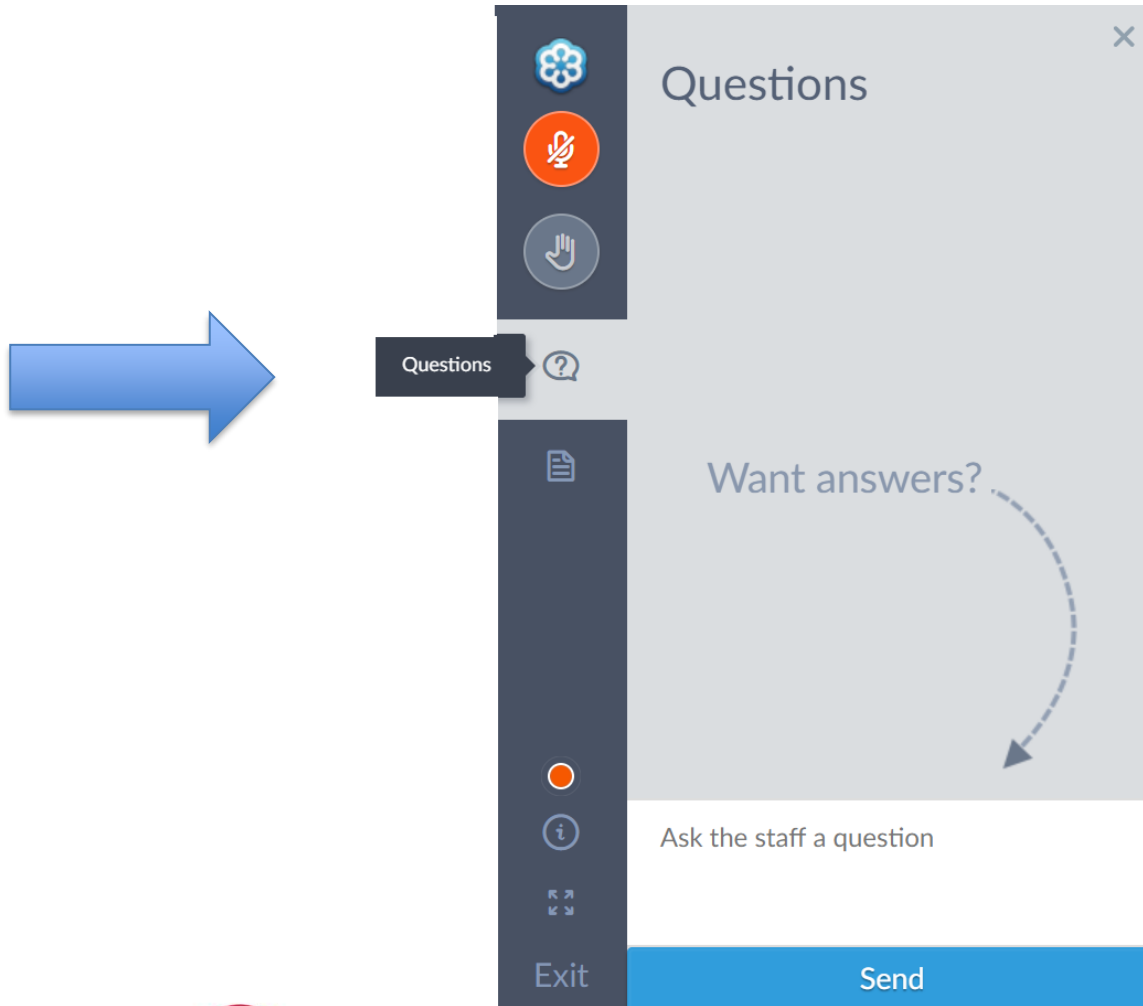 Questions
Questions
Want answers?
Ask the staff a question
Exit
Send